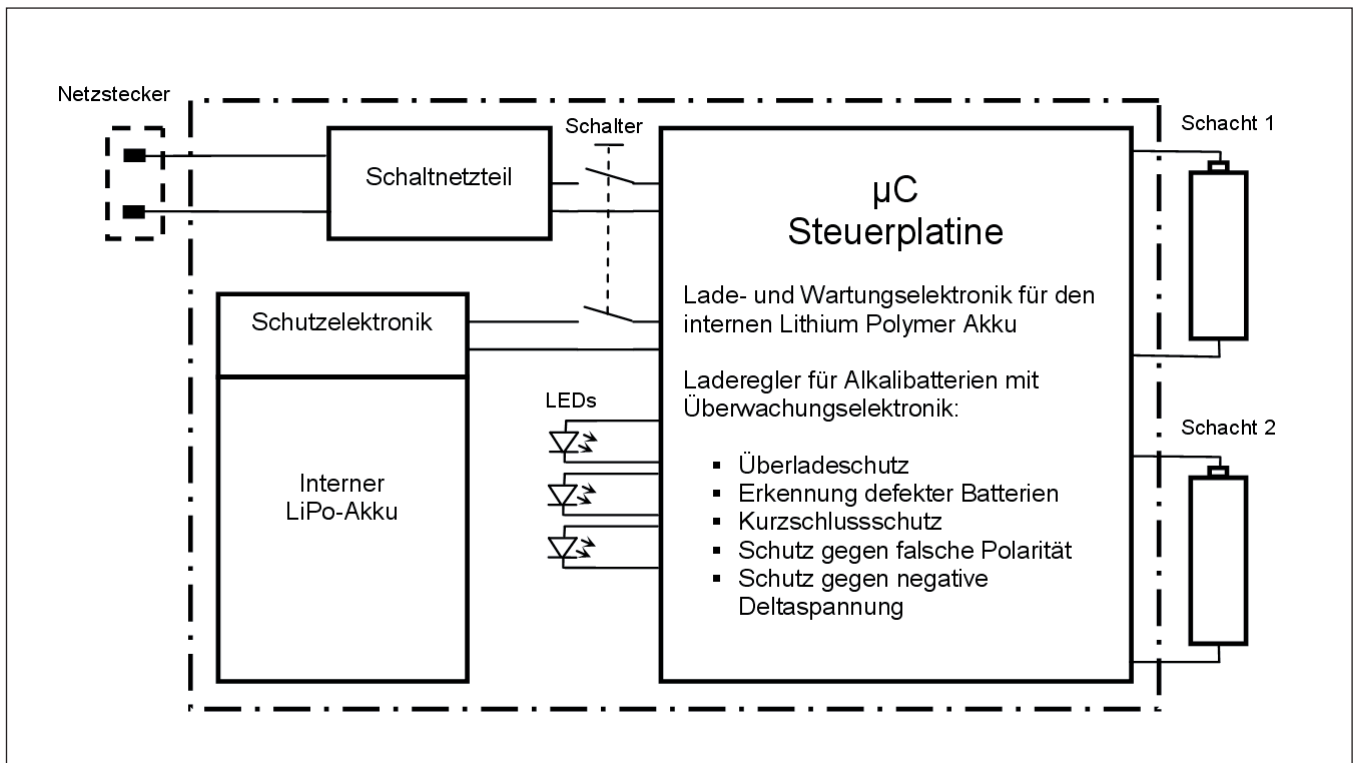 Netzstecker
Schaltnetzteil
Schalter
Schacht 1
µC
Steuerplatine
Lade- und Wartungselektronik für den
internen Lithium Polymer Akku
Schutzelektronik
Laderegler für Alkalibatterien mit
Überwachungselektronik:
LEDs
Schacht 2
Interner
LiPo-Akku
▪ Überladeschutz
▪ Erkennung defekter Batterien
▪ Kurzschlussschutz
▪ Schutz gegen falsche Polarität
▪ Schutz gegen negative
Deltaspannung